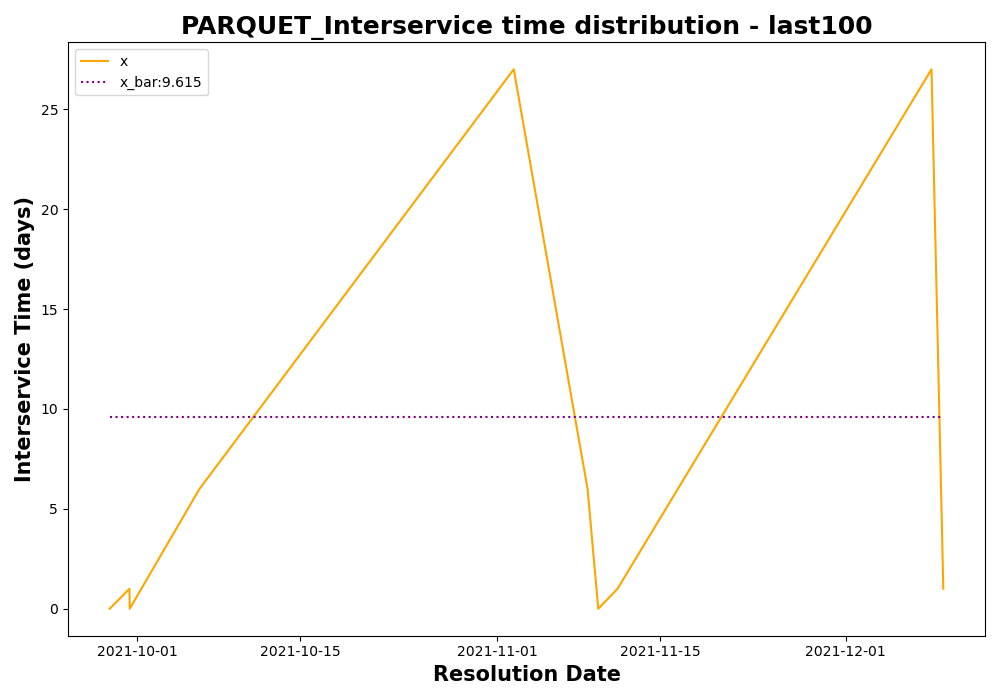 PARQUET_Interservice time distribution - last100
x
x_bar:9.615
Interservice Time (days)
25
20
15
10
5
0
2021-10-01 2021-10-15 2021-11-01 2021-11-15 2021-12-01
Resolution Date